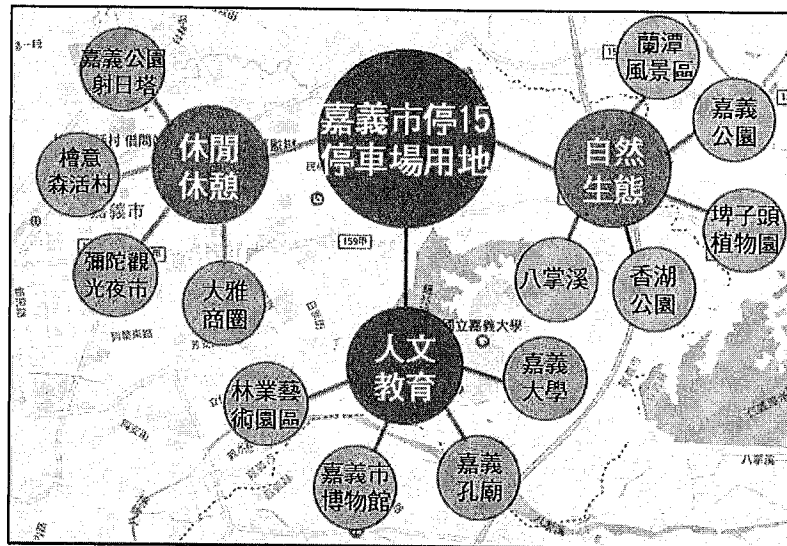 嘉義市停15
停車場用地
休閒
休憩
嘉義公園
射日塔
檜意
森活村
彌陀觀
光夜市
大雅
商圈
自然
生態
蘭潭
風景區
嘉義
公園
埤子頭
植物園
香湖
公園
八掌溪
人文
教育
林業藝
術園區
嘉義市
博物館
嘉義
孔廟
嘉義
大學
嘉義市
159甲
國立嘉義大學
八掌溪
八掌溪